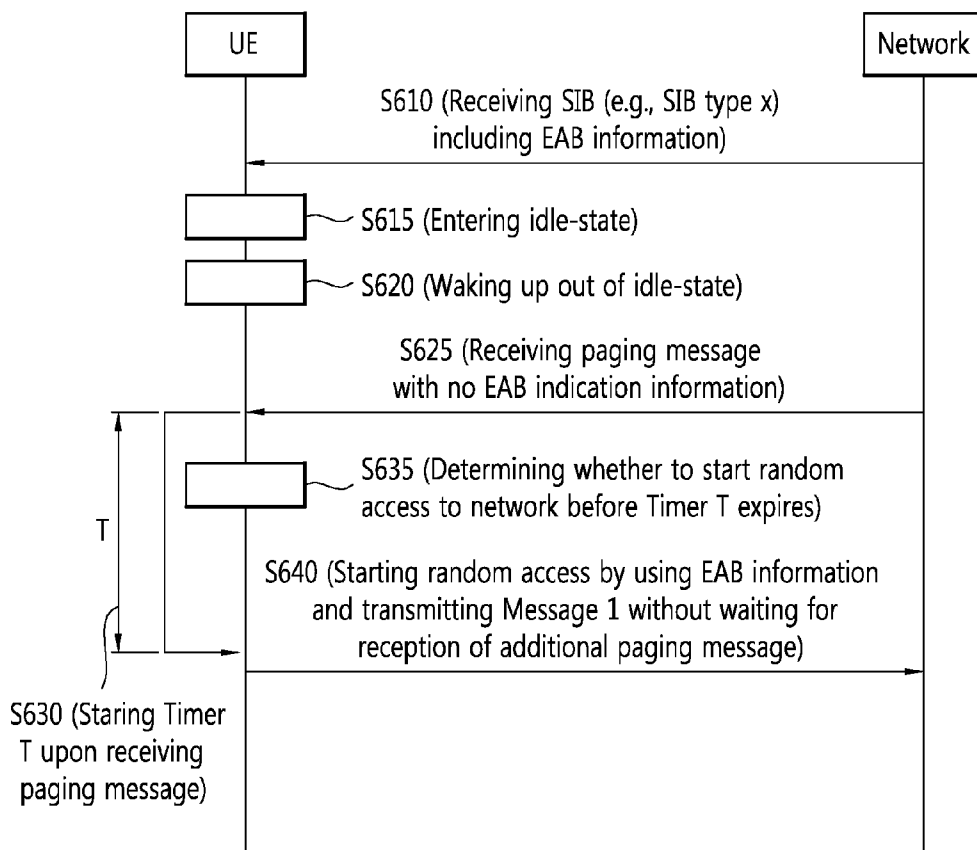 UE
Network
S610 (Receiving SIB (e.g., SIB type x)
including EAB information)
S615 (Entering idle-state)
S620 (Waking up out of idle-state)
S625 (Receiving paging message
with no EAB indication information)
S635 (Determining whether to start random
access to network before Timer T expires)
T
S640 (Starting random access by using EAB information
and transmitting Message 1 without waiting for
reception of additional paging message)
S630 (Staring Timer
T upon receiving
paging message)